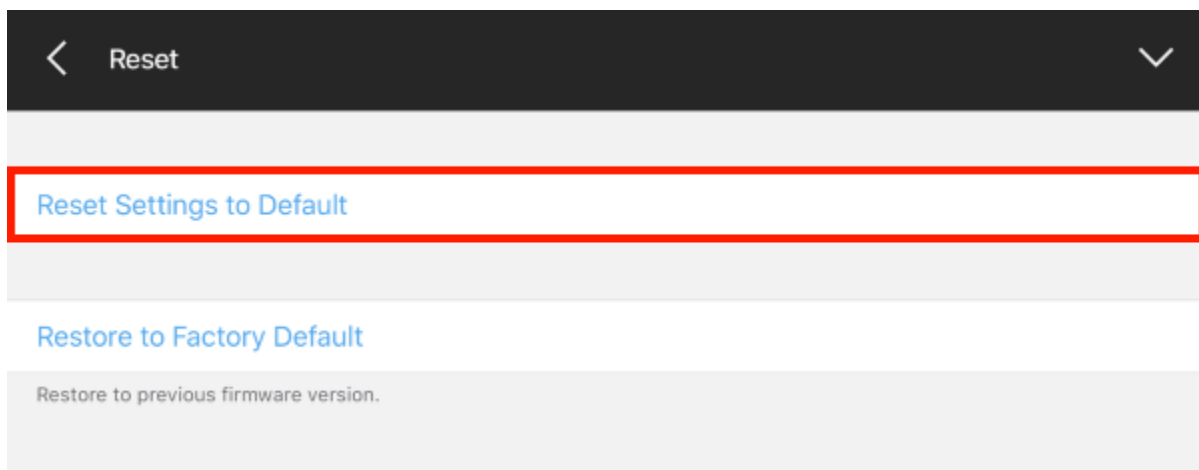 Reset
Reset Settings to Default
Restore to Factory Default
Restore to previous firmware version.